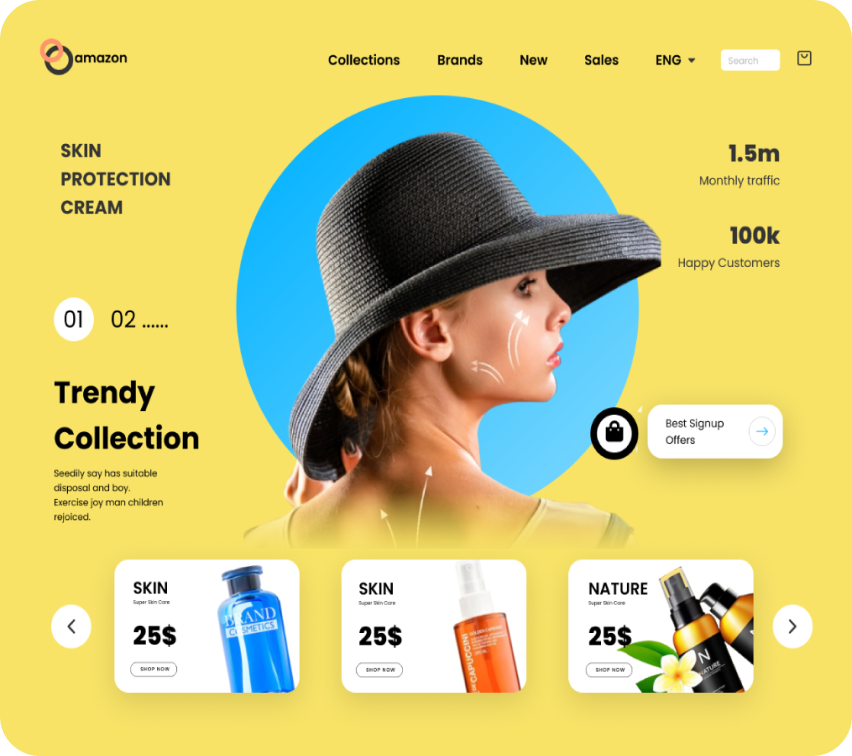 amazon
Collections
Brands
New
Sales
ENG
Search
SKIN
PROTECTION
CREAM
1.5m
Monthly traffic
100k
Happy Customers
01
02 ......
Trendy
Collection
Seedily say has suitable
disposal and boy.
Exercise joy man children
rejoiced.
Best Signup
Offers
SKIN
Super Skin Care
25$
SHOP NOW
BRAND
COSMETICS
SKIN
Super Skin Care
25$
SHOP NOW
CAPUCCINI
NATURE
Super Skin Care
25$
SHOP NOW
N
NATURE